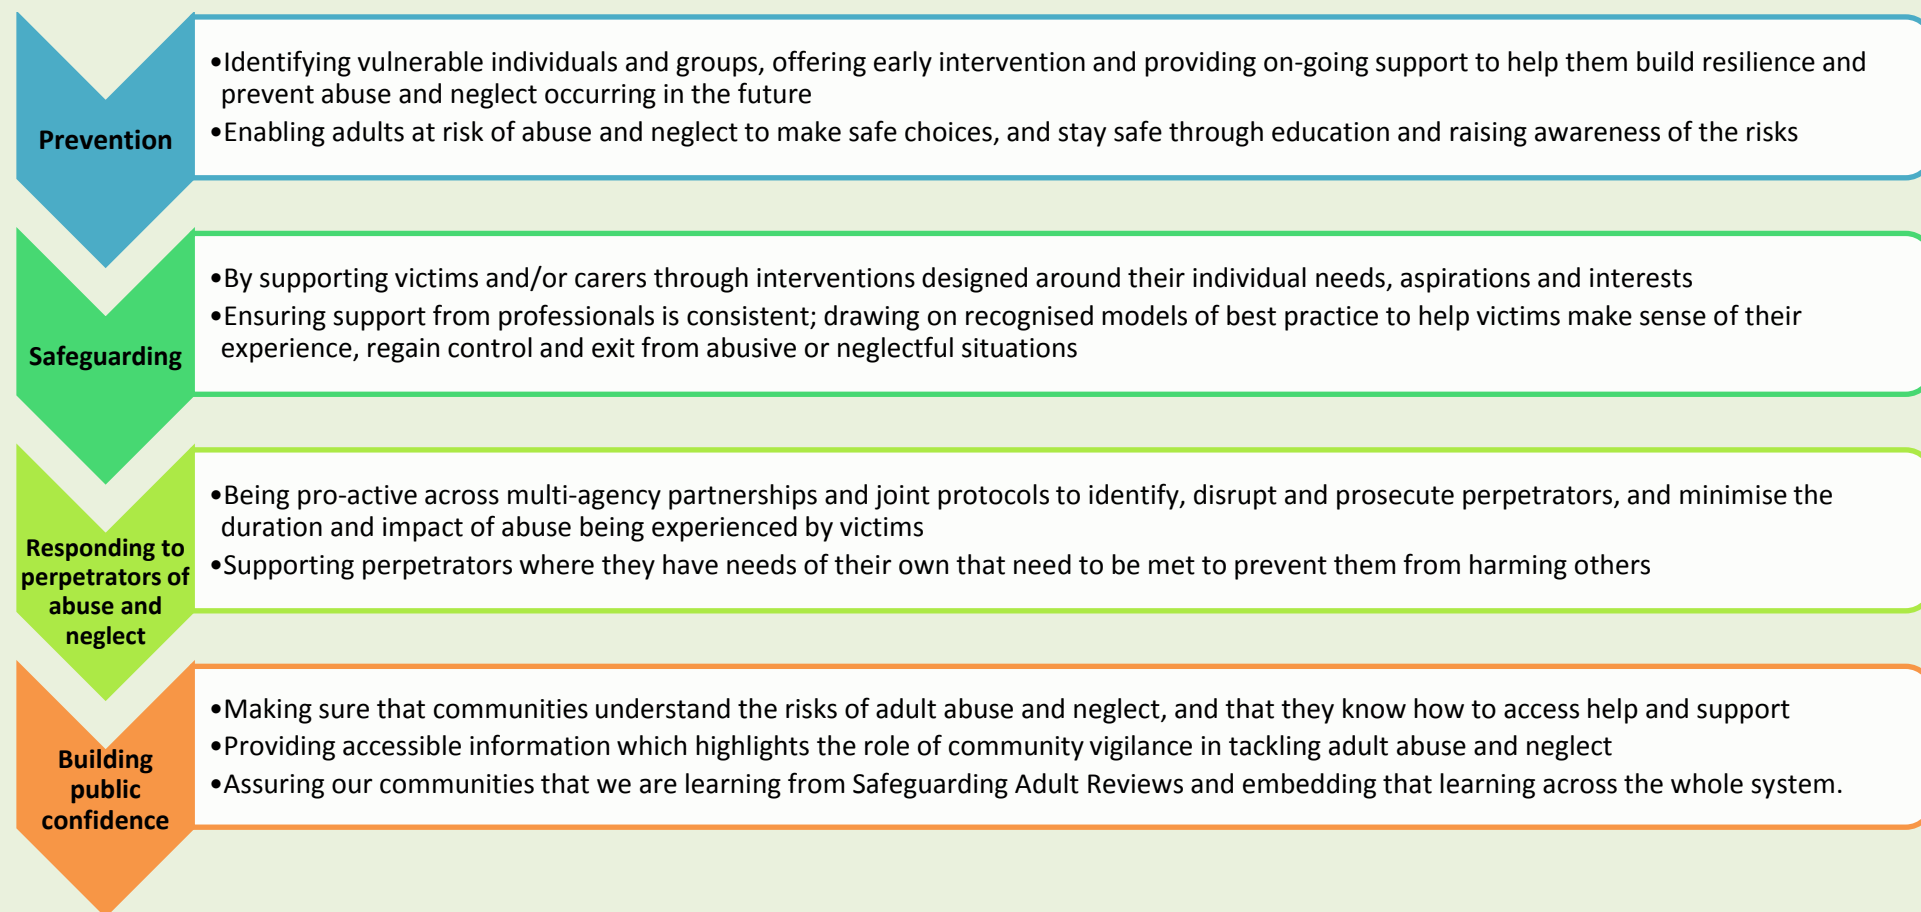 Prevention
•Identifying vulnerable individuals and groups, offering early intervention and providing on-going support to help them build resilience and
prevent abuse and neglect occurring in the future
•Enabling adults at risk of abuse and neglect to make safe choices, and stay safe through education and raising awareness of the risks
Safeguarding
•By supporting victims and/or carers through interventions designed around their individual needs, aspirations and interests
•Ensuring support from professionals is consistent; drawing on recognised models of best practice to help victims make sense of their
experience, regain control and exit from abusive or neglectful situations
Responding to
perpetrators of
abuse and
neglect
•Being pro-active across multi-agency partnerships and joint protocols to identify, disrupt and prosecute perpetrators, and minimise the
duration and impact of abuse being experienced by victims
•Supporting perpetrators where they have needs of their own that need to be met to prevent them from harming others
Building
public
confidence
•Making sure that communities understand the risks of adult abuse and neglect, and that they know how to access help and support
•Providing accessible information which highlights the role of community vigilance in tackling adult abuse and neglect
•Assuring our communities that we are learning from Safeguarding Adult Reviews and embedding that learning across the whole system.